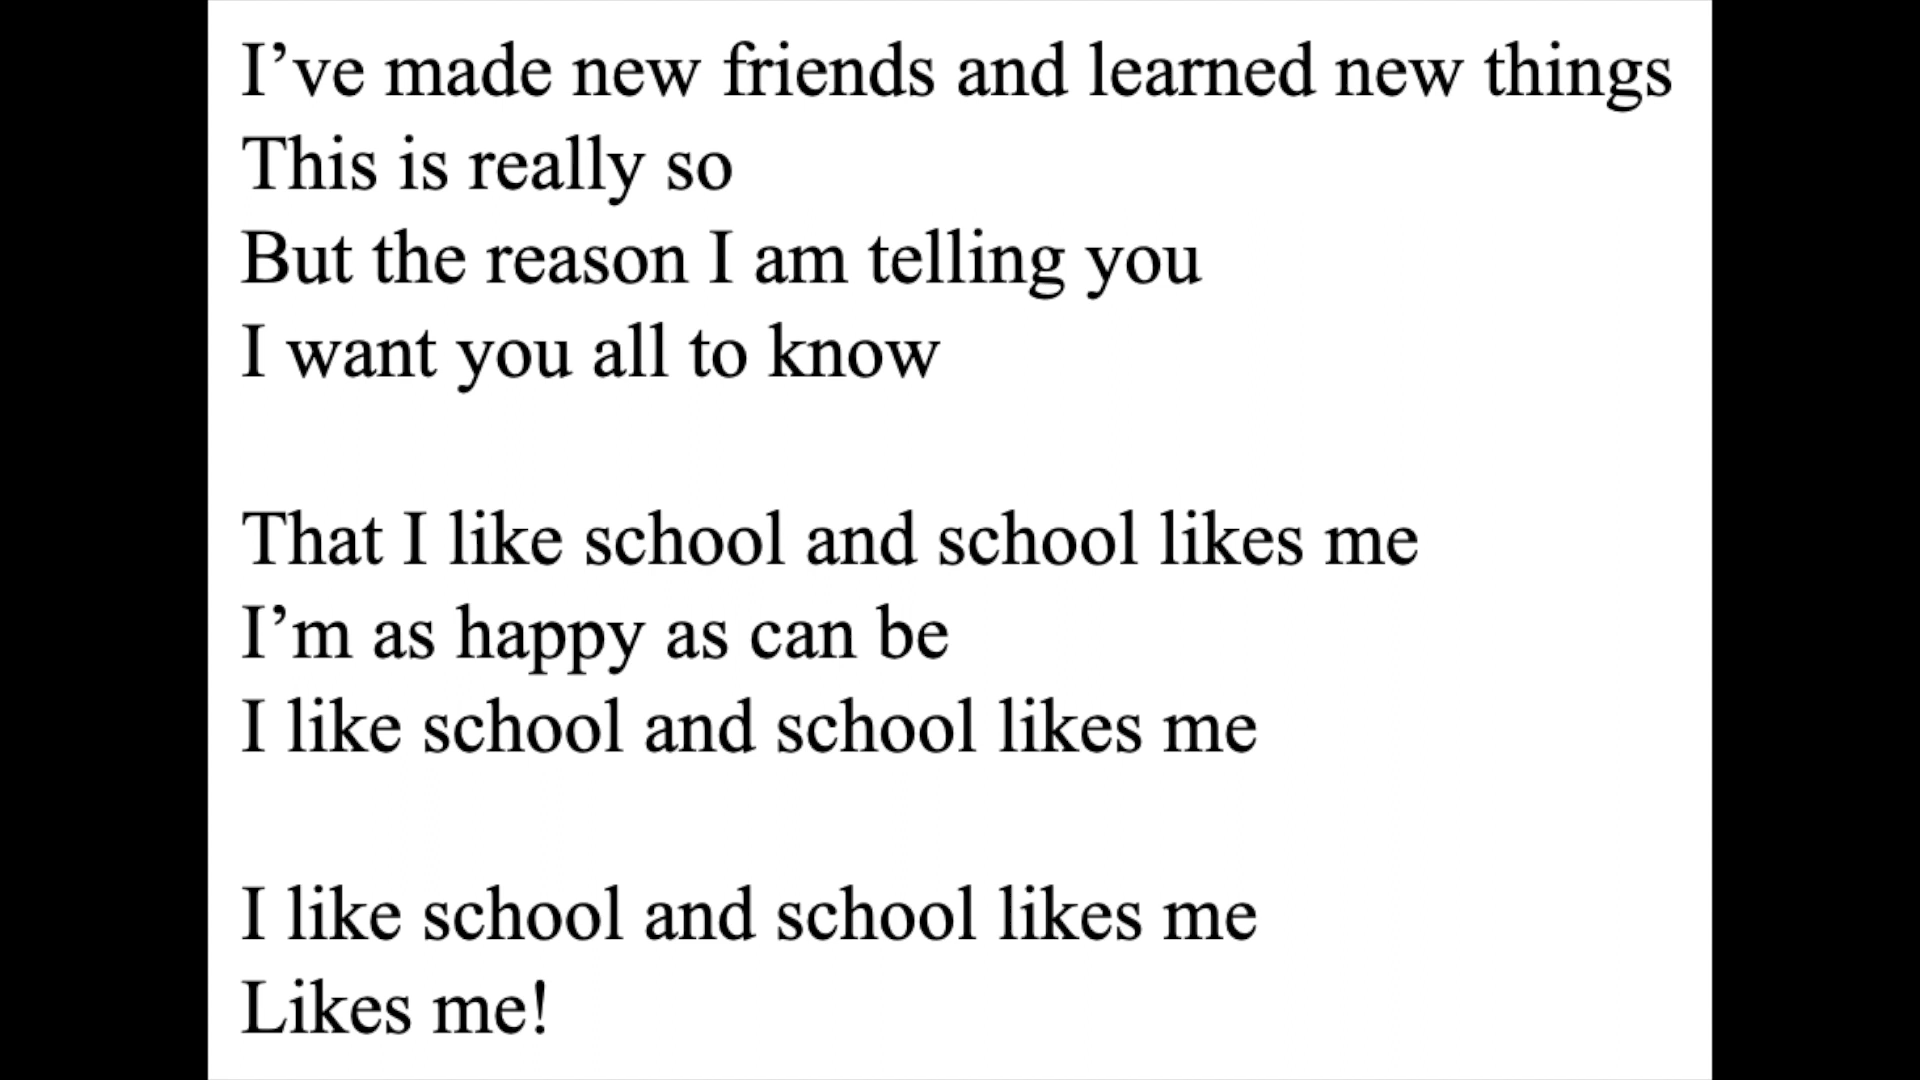 I’ve made new friends and learned new things
This is really so
But the reason I am telling you
I want you all to know
That I like school and school likes me
I’m as happy as can be
I like school and school likes me
I like school and school likes me
Likes me!